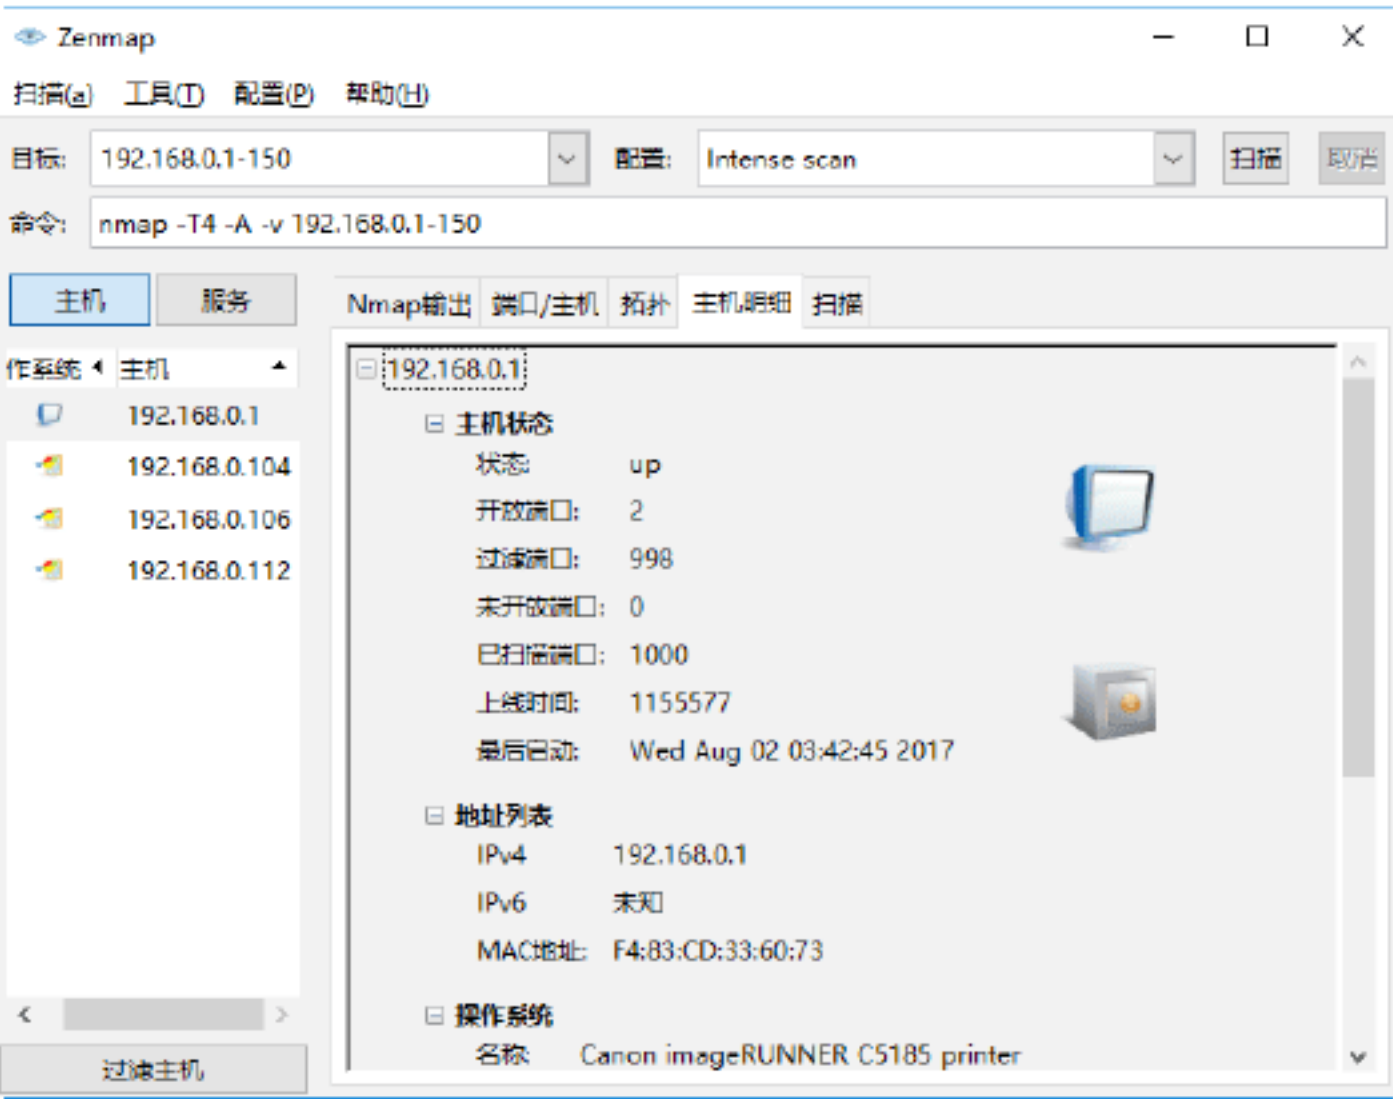 Zenmap
扫描(a) 工具(T) 配置(P) 帮助(H)
目标: 192.168.0.1-150 配置: Intense scan 扫描 取消
命令: nmap -T4 -A -v 192.168.0.1-150
主机 服务
作系统 主机
192.168.0.1
192.168.0.104
192.168.0.106
192.168.0.112
过滤主机
Nmap输出 端口/主机 拓扑 主机明细 扫描
192.168.0.1
主机状态
状态: up
开放端口: 2
过滤端口: 998
未开放端口: 0
已扫描端口: 1000
上线时间: 1155577
最后启动: Wed Aug 02 03:42:45 2017
地址列表
IPv4 192.168.0.1
IPv6 未知
MAC地址: F4:83:CD:33:60:73
操作系统
名称: Canon imageRUNNER C5185 printer